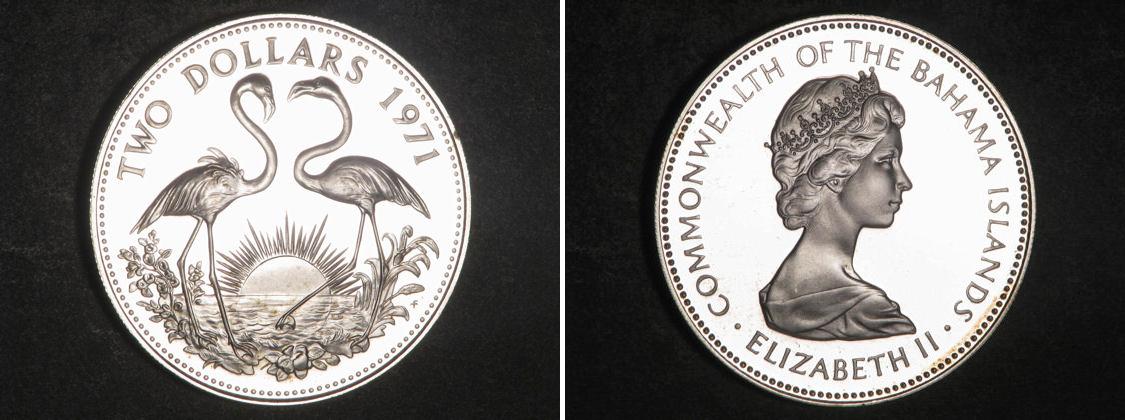 TWO DOLLARS 1971
COMMONWEALTH OF THE BAHAMA ISLANDS
· ELIZABETH II ·